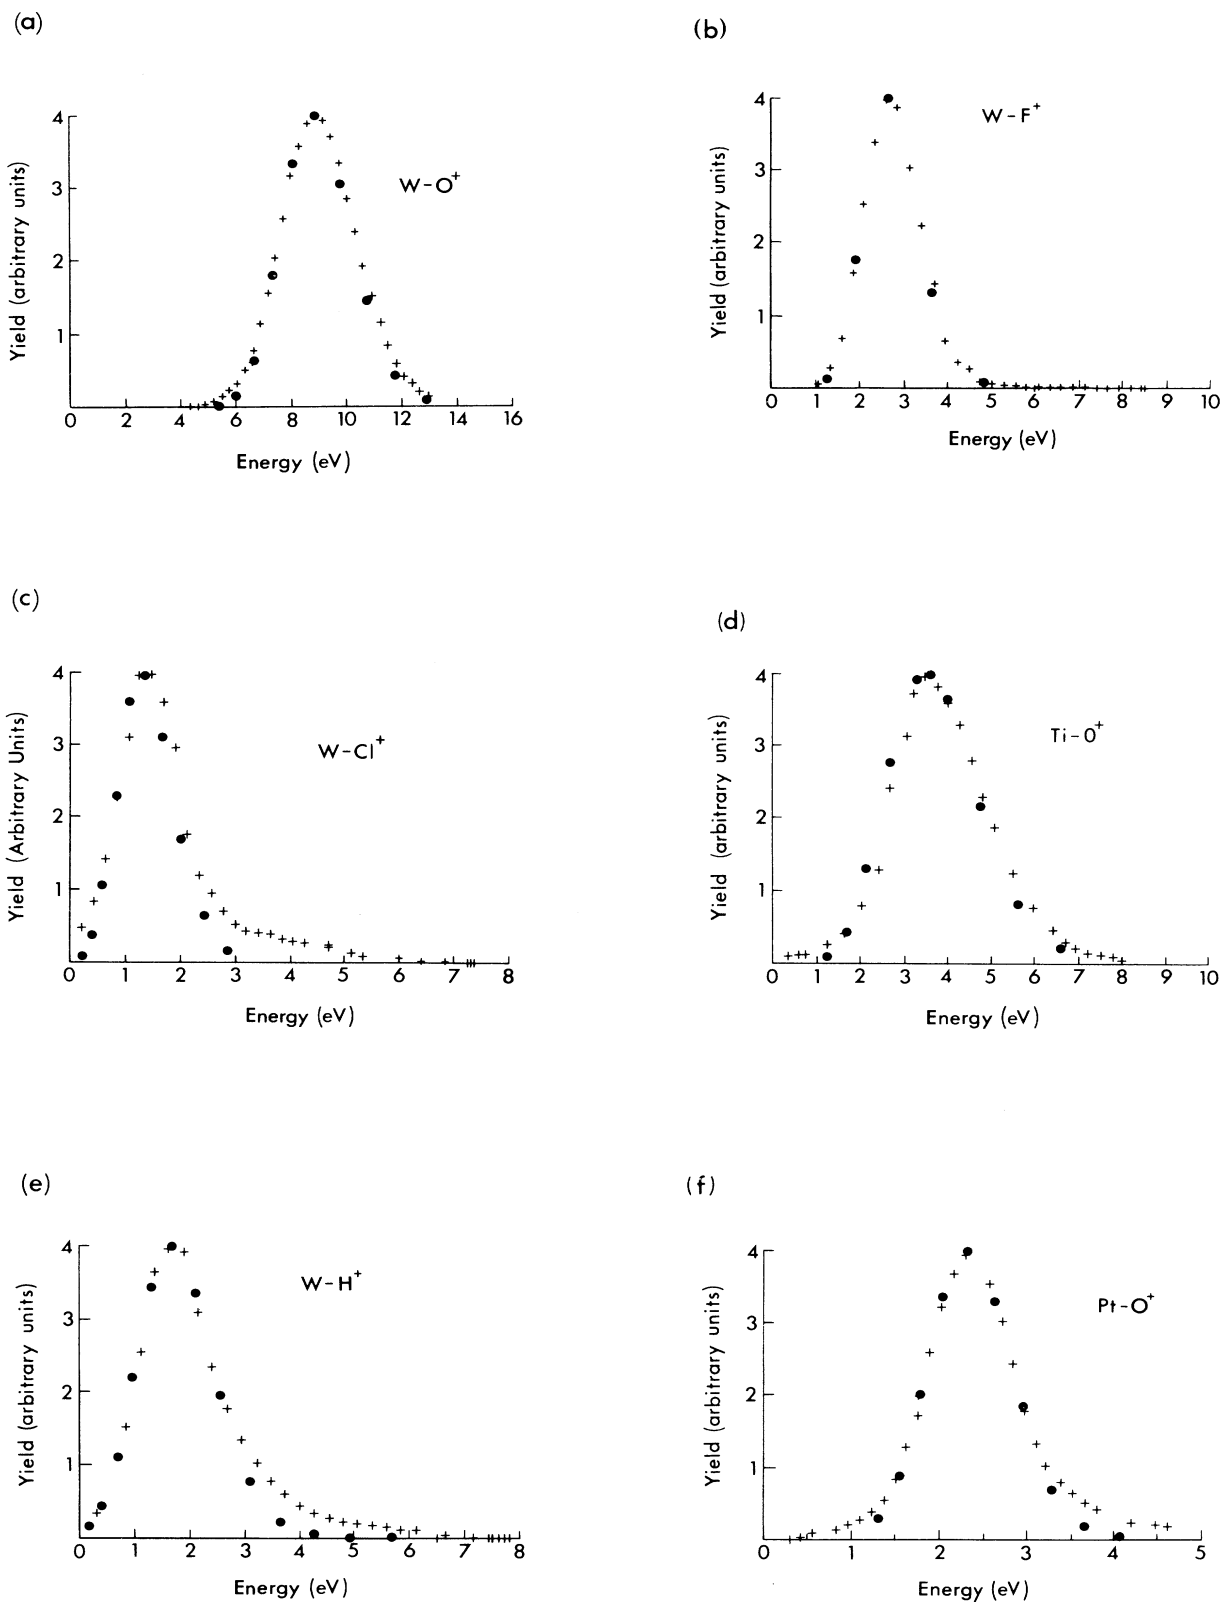 (a)
W-O+
Yield (arbitrary units)
4
3
2
1
0 2 4 6 8 10 12 14 16
Energy (eV)
(b)
W-F+
Yield (arbitrary units)
4
3
2
1
0 1 2 3 4 5 6 7 8 9 10
Energy (eV)
(c)
W-Cl+
Yield (Arbitrary Units)
4
3
2
1
0 1 2 3 4 5 6 7 8
Energy (eV)
(d)
Ti-O+
Yield (arbitrary units)
4
3
2
1
0 1 2 3 4 5 6 7 8 9 10
Energy (eV)
(e)
W-H+
Yield (arbitrary units)
4
3
2
1
0 1 2 3 4 5 6 7 8
Energy (eV)
(f)
Pt-O+
Yield (arbitrary units)
4
3
2
1
0 1 2 3 4 5
Energy (eV)